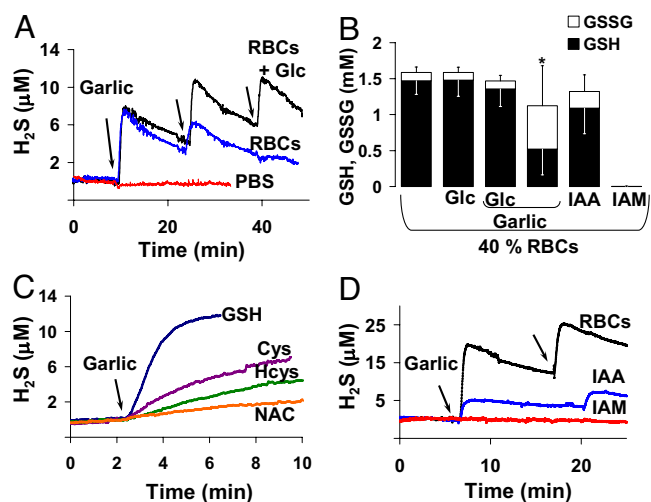 A
H₂S (μM)
14
10
6
2
RBCs
+ Glc
Garlic
RBCs
PBS
0 20 40
Time (min)
B
GSH, GSSG (mM)
2
1.5
1
0.5
0
GSSG
GSH
*
Glc Glc IAA IAM
Garlic
40 % RBCs
C
H₂S (μM)
14
10
6
2
GSH
Cys
Garlic
Hcys
NAC
0 2 4 6 8 10
Time (min)
D
H₂S (μM)
25
15
5
RBCs
Garlic
IAA
IAM
0 10 20
Time (min)